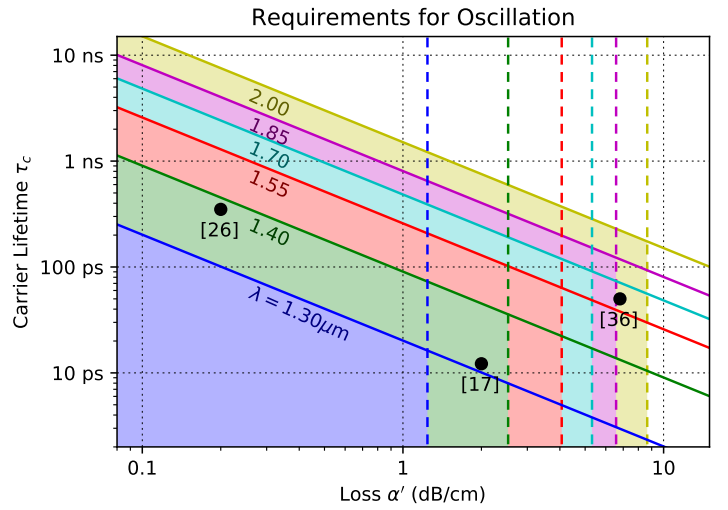 Requirements for Oscillation
10 ns
1 ns
100 ps
10 ps
Carrier Lifetime τc
2.00
1.85
1.70
1.55
1.40
λ = 1.30μm
[26]
[36]
[17]
0.1
1
10
Loss α′ (dB/cm)